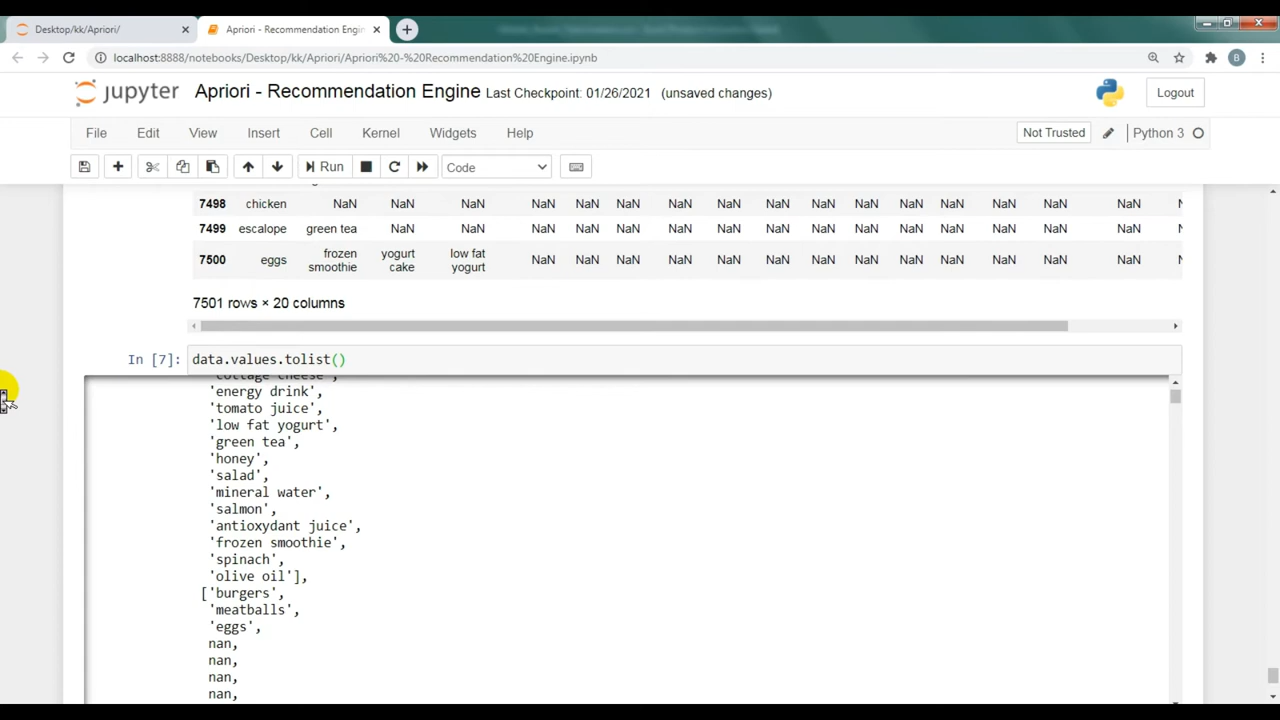 Desktop/kk/Apriori/
Apriori - Recommendation Engin
localhost:8888/notebooks/Desktop/kk/Apriori/Apriori%20-%20Recommendation%20Engine.ipynb
B
jupyter Apriori - Recommendation Engine Last Checkpoint: 01/26/2021 (unsaved changes)
Logout
File Edit View Insert Cell Kernel Widgets Help
Not Trusted
Python 3
Run
Code
7498 chicken NaN NaN NaN NaN NaN NaN NaN NaN NaN NaN NaN NaN NaN NaN NaN
7499 escalope green tea NaN NaN NaN NaN NaN NaN NaN NaN NaN NaN NaN NaN NaN NaN
7500 eggs frozen smoothie yogurt cake low fat yogurt NaN NaN NaN NaN NaN NaN NaN NaN NaN NaN NaN NaN
7501 rows × 20 columns
In [7]: data.values.tolist()
'cottage cheese',
'energy drink',
'tomato juice',
'low fat yogurt',
'green tea',
'honey',
'salad',
'mineral water',
'salmon',
'antioxydant juice',
'frozen smoothie',
'spinach',
'olive oil'],
['burgers',
'meatballs',
'eggs',
nan,
nan,
nan,
nan,